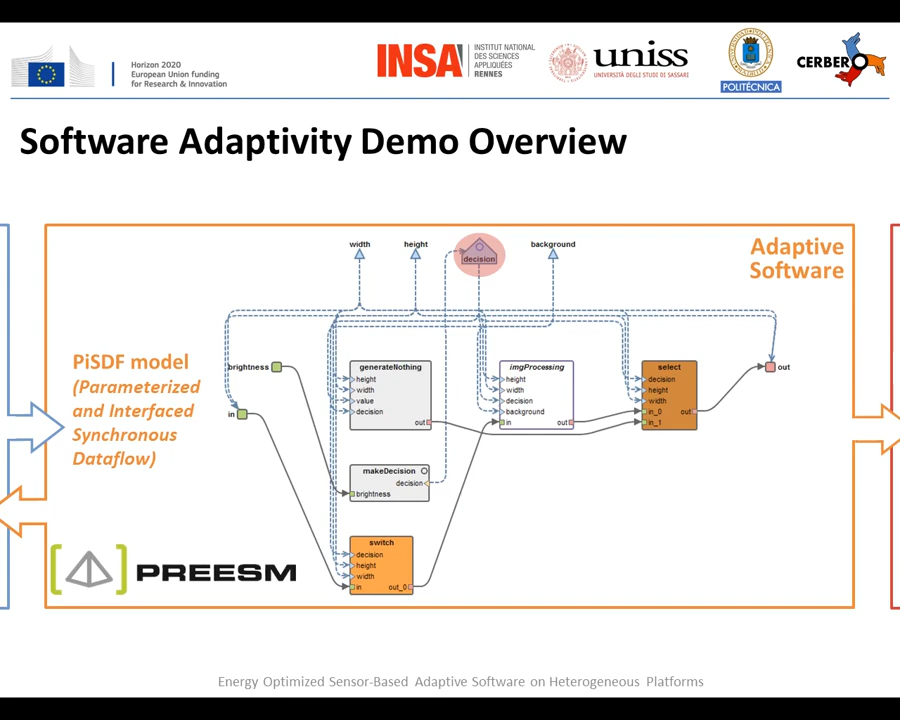 Horizon 2020
European Union funding
for Research & Innovation
INSA
INSTITUT NATIONAL
DES SCIENCES
APPLIQUÉES
RENNES
uniss
UNIVERSITÀ DEGLI STUDI DI SASSARI
POLITÉCNICA
CERBERO
Software Adaptivity Demo Overview
Adaptive
Software
width
height
decision
background
PiSDF model
(Parameterized
and Interfaced
Synchronous
Dataflow)
brightness
in
generateNothing
height
width
value
decision
out
imgProcessing
height
width
decision
background
in
out
select
decision
height
width
in_0
out
in_1
out
makeDecision
decision
brightness
switch
decision
height
width
in
out_0
PREESM
Energy Optimized Sensor-Based Adaptive Software on Heterogeneous Platforms